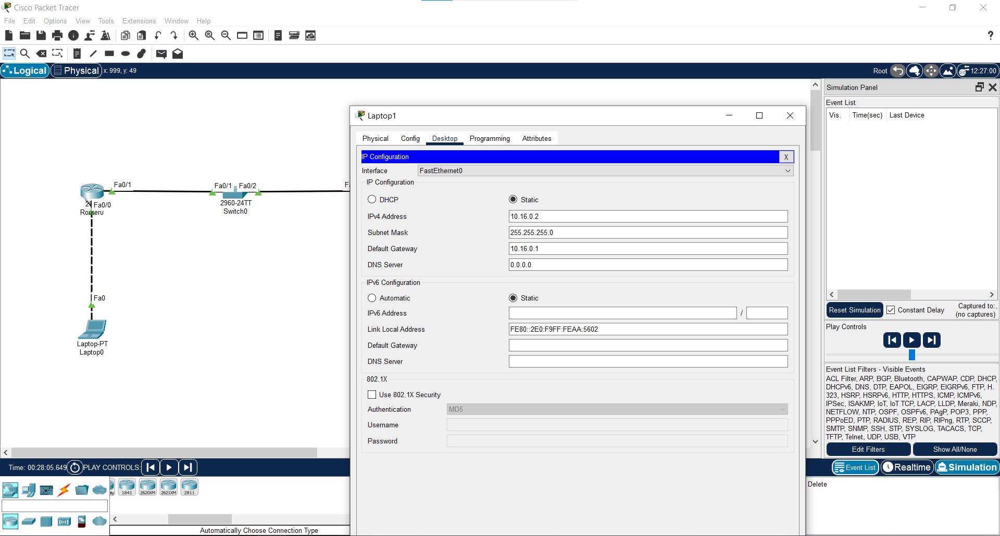 Cisco Packet Tracer
File Edit Options View Tools Extensions Window Help
?
Logical Physical x: 999, y: 49 Root 12:27:00
Simulation Panel
Event List
Vis. Time(sec) Last Device
Laptop1
Physical Config Desktop Programming Attributes
IP Configuration X
Interface FastEthernet0
IP Configuration
DHCP Static
IPv4 Address 10.16.0.2
Subnet Mask 255.255.255.0
Default Gateway 10.16.0.1
DNS Server 0.0.0.0
IPv6 Configuration
Automatic Static
IPv6 Address /
Link Local Address FE80::2E0:F9FF:FEAA:5602
Default Gateway
DNS Server
802.1X
Use 802.1X Security
Authentication MD5
Username
Password
Fa0/1 Fa0/1 Fa0/2
Fa0/0
2960-24TT
Switch0
Fa0
Laptop-PT
Laptop0
Reset Simulation Constant Delay Captured to:
(no captures)
Play Controls
Event List Filters - Visible Events
ACL Filter, ARP, BGP, Bluetooth, CAPWAP, CDP, DHCP,
DHCPv6, DNS, DTP, EAPOL, EIGRP, EIGRPv6, FTP, H.
323, HSRP, HSRPv6, HTTP, HTTPS, ICMP, ICMPv6,
IPSec, ISAKMP, IoT, IoT TCP, LACP, LLDP, Meraki, NDP,
NETFLOW, NTP, OSPF, OSPFv6, PAgP, POP3, PPP,
PPPoED, PTP, RADIUS, REP, RIP, RIPng, RTP, SCCP,
SMTP, SNMP, SSH, STP, SYSLOG, TACACS, TCP,
TFTP, Telnet, UDP, USB, VTP
Edit Filters Show All/None
Time: 00:28:05.649 PLAY CONTROLS: Event List Realtime Simulation
1841 2620XM 2621XM 2811
Delete
Automatically Choose Connection Type